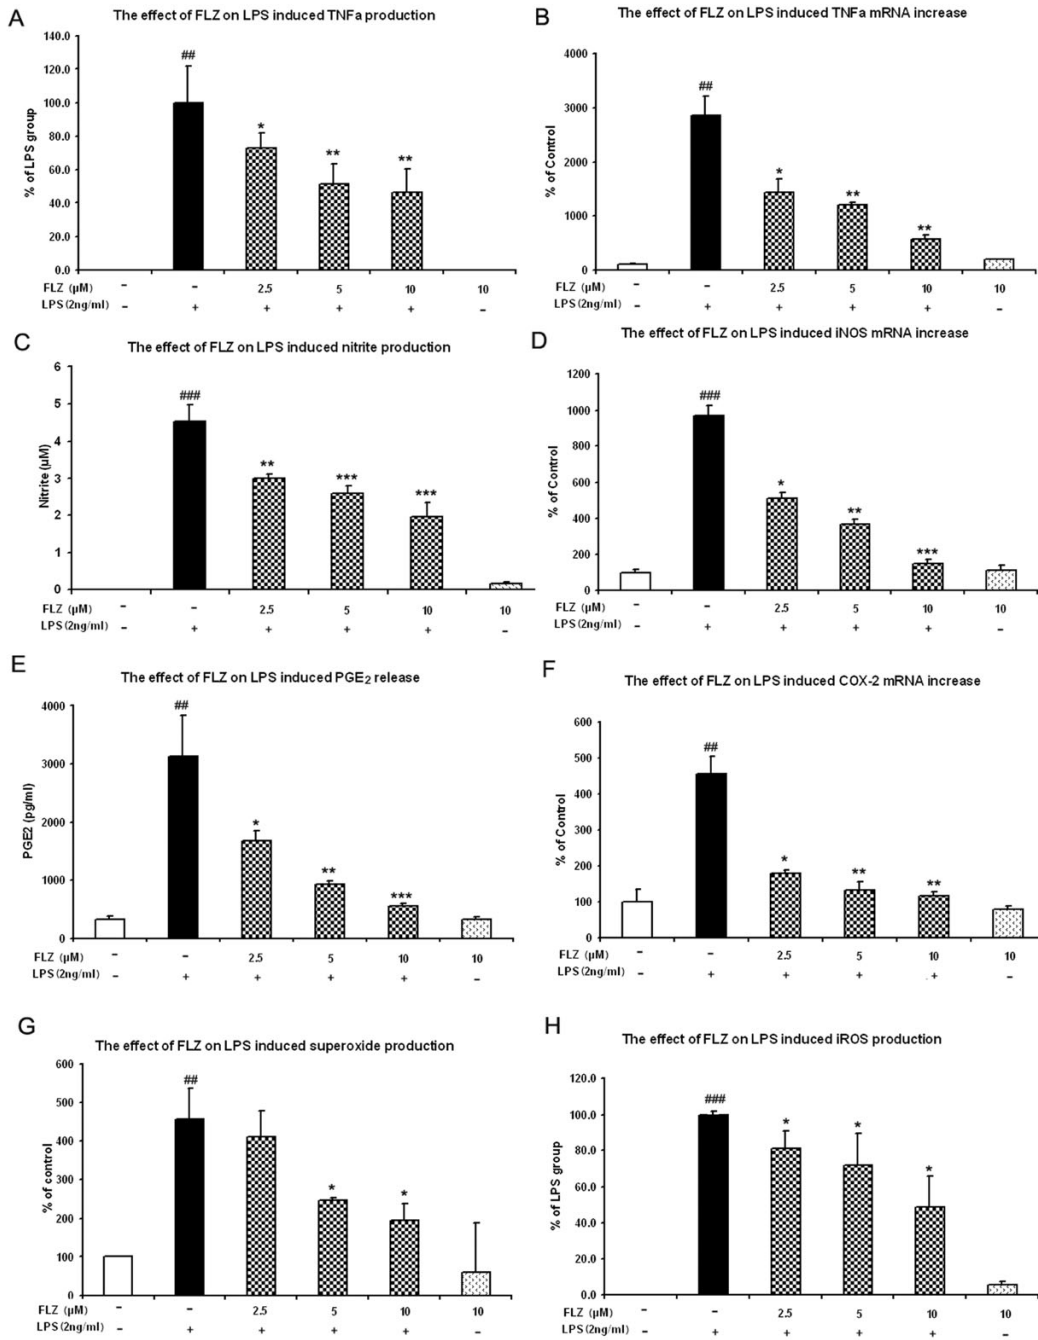 A
The effect of FLZ on LPS induced TNFa production
% of LPS group
140.0
120.0
100.0
80.0
60.0
40.0
20.0
0.0
##
*
**
**
FLZ (μM) – – 2.5 5 10 10
LPS(2ng/ml) – + + + + –
B
The effect of FLZ on LPS induced TNFa mRNA increase
% of Control
4000
3000
2000
1000
0
##
*
**
**
FLZ (μM) – – 2.5 5 10 10
LPS(2ng/ml) – + + + + –
C
The effect of FLZ on LPS induced nitrite production
Nitrite (μM)
6
5
4
3
2
1
0
###
**
***
***
FLZ (μM) – – 2.5 5 10 10
LPS(2ng/ml) – + + + + –
D
The effect of FLZ on LPS induced iNOS mRNA increase
% of Control
1200
1000
800
600
400
200
0
###
*
**
***
FLZ (μM) – – 2.5 5 10 10
LPS(2ng/ml) – + + + + –
E
The effect of FLZ on LPS induced PGE2 release
PGE2 (pg/ml)
4000
3000
2000
1000
0
##
*
**
***
FLZ (μM) – – 2.5 5 10 10
LPS(2ng/ml) – + + + + –
F
The effect of FLZ on LPS induced COX-2 mRNA increase
% of Control
600
500
400
300
200
100
0
##
*
**
**
FLZ (μM) – – 2.5 5 10 10
LPS(2ng/ml) – + + + + –
G
The effect of FLZ on LPS induced superoxide production
% of control
600
500
400
300
200
100
0
##
*
*
FLZ (μM) – – 2.5 5 10 10
LPS(2ng/ml) – + + + + –
H
The effect of FLZ on LPS induced iROS production
% of LPS group
120.0
100.0
80.0
60.0
40.0
20.0
0.0
###
*
*
*
FLZ (μM) – – 2.5 5 10 10
LPS(2ng/ml) – + + + + –